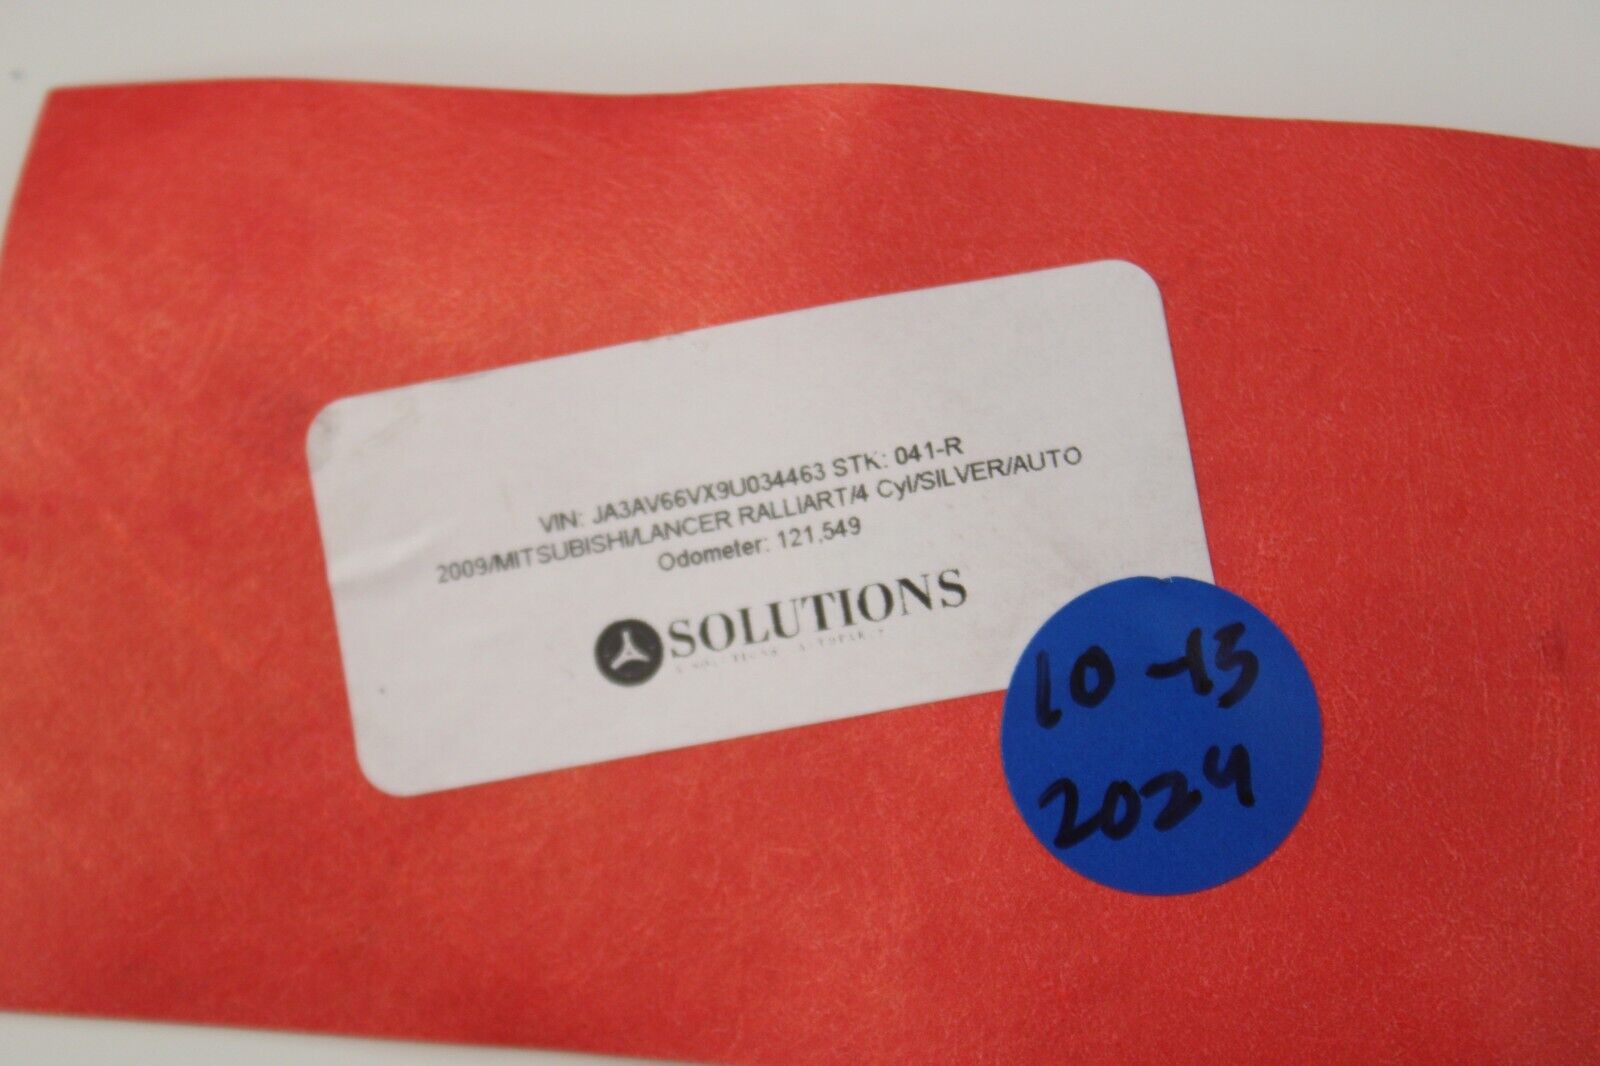 VIN: JA3AV66VX9U034463 STK: 041-R
2009/MITSUBISHI/LANCER RALLIART/4 Cyl/SILVER/AUTO
Odometer: 121,549
SOLUTIONS
10-13
2024